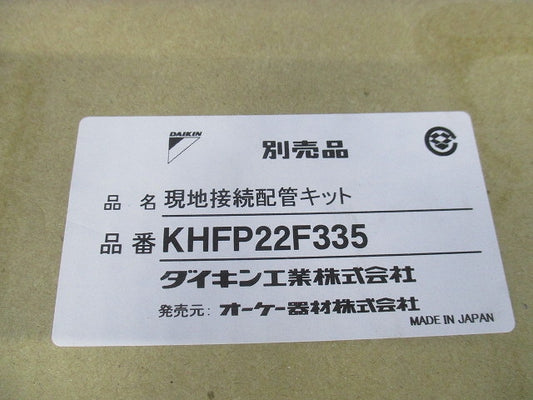 DAIKIN
別売品
品 名 現地接続配管キット
品 番 KHFP22F335
ダイキン工業株式会社
発売元: オーケー器材株式会社
MADE IN JAPAN